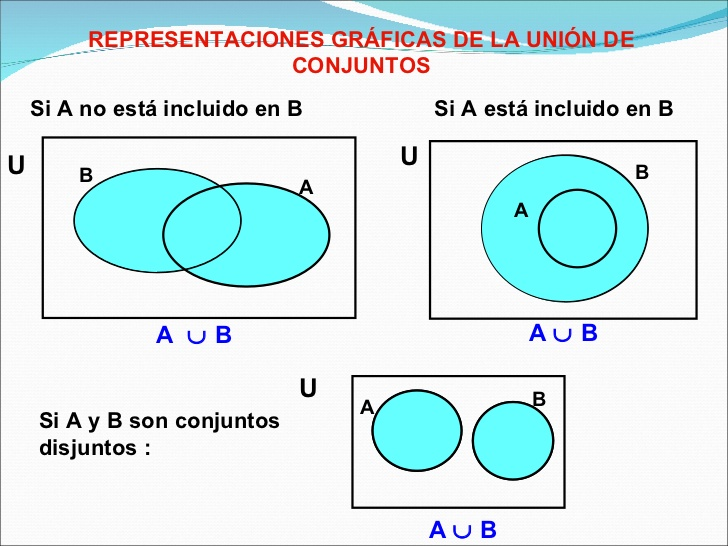 REPRESENTACIONES GRÁFICAS DE LA UNIÓN DE
CONJUNTOS
Si A no está incluido en B
Si A está incluido en B
U
B
A
A ∪ B
U
B
A
A ∪ B
Si A y B son conjuntos
disjuntos :
U
A
B
A ∪ B